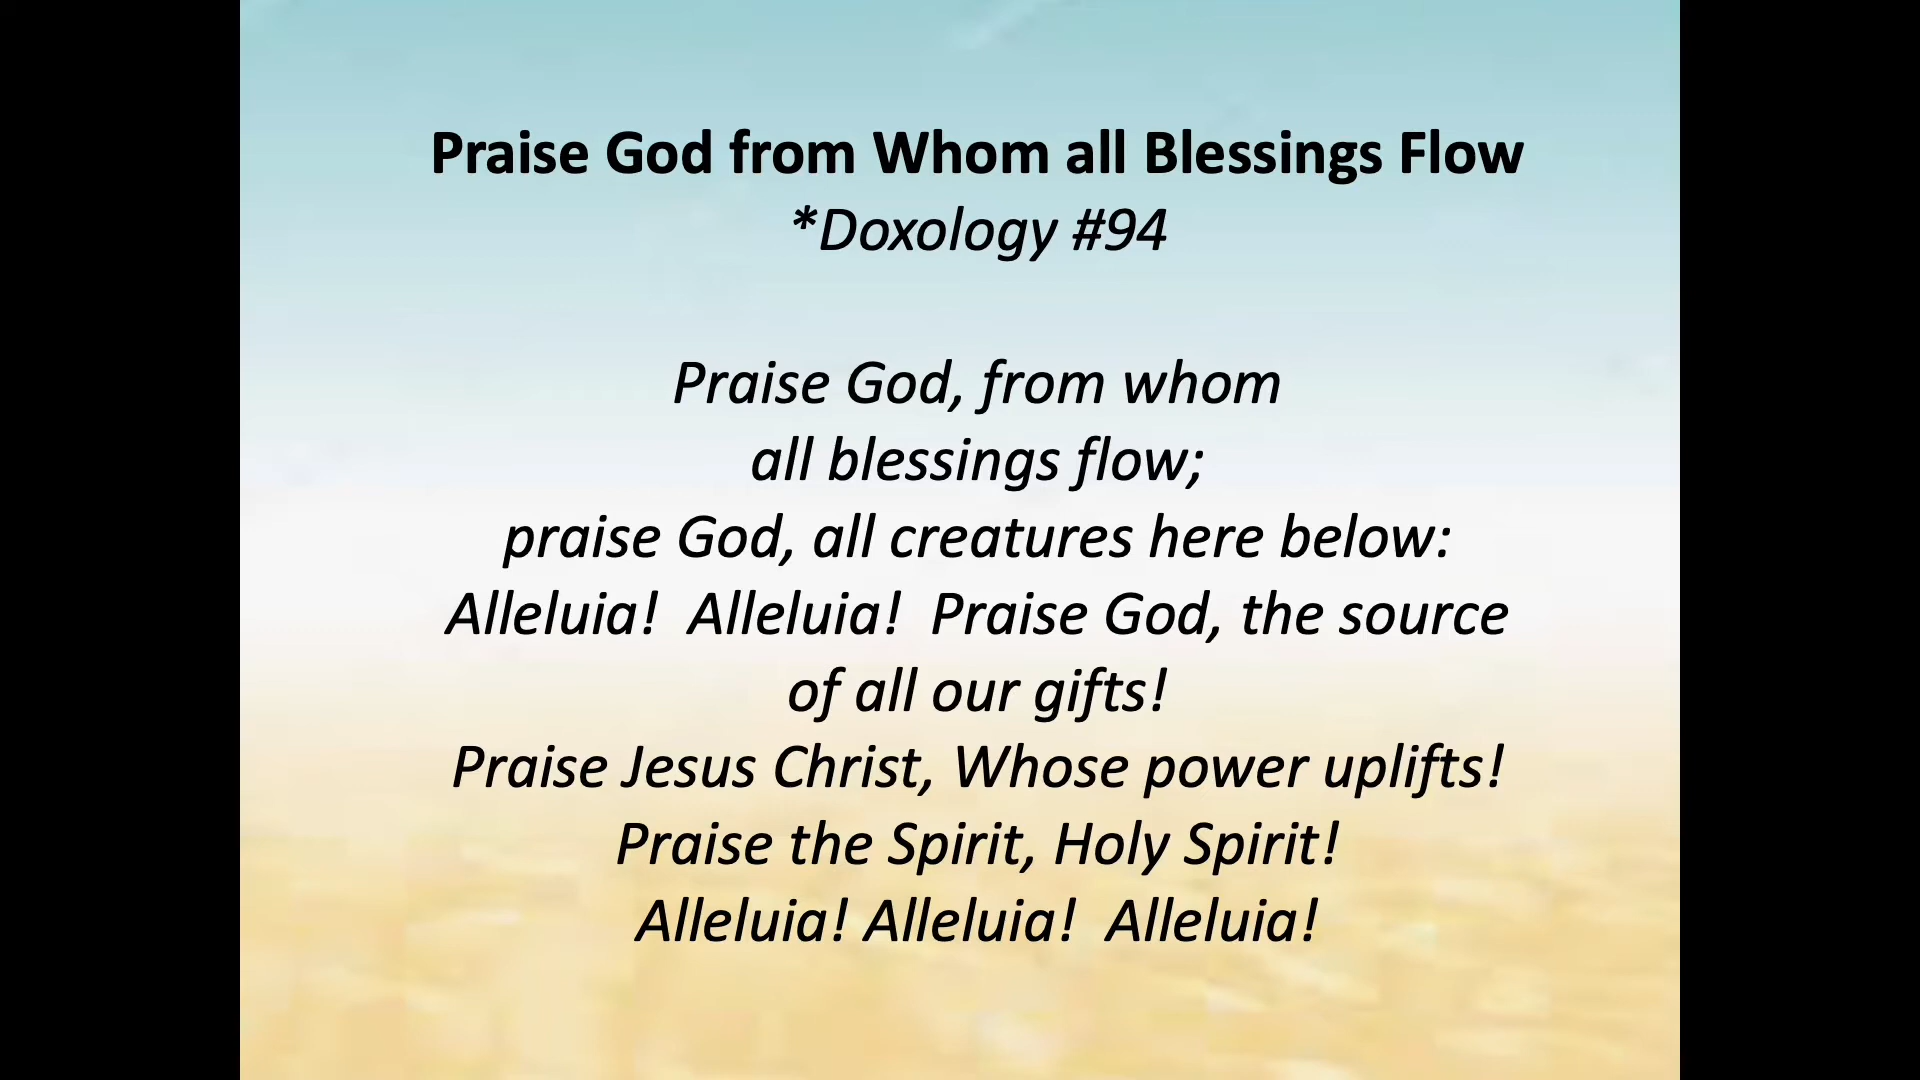 Praise God from Whom all Blessings Flow
*Doxology #94
Praise God, from whom
all blessings flow;
praise God, all creatures here below:
Alleluia!  Alleluia!  Praise God, the source
of all our gifts!
Praise Jesus Christ, Whose power uplifts!
Praise the Spirit, Holy Spirit!
Alleluia! Alleluia!  Alleluia!